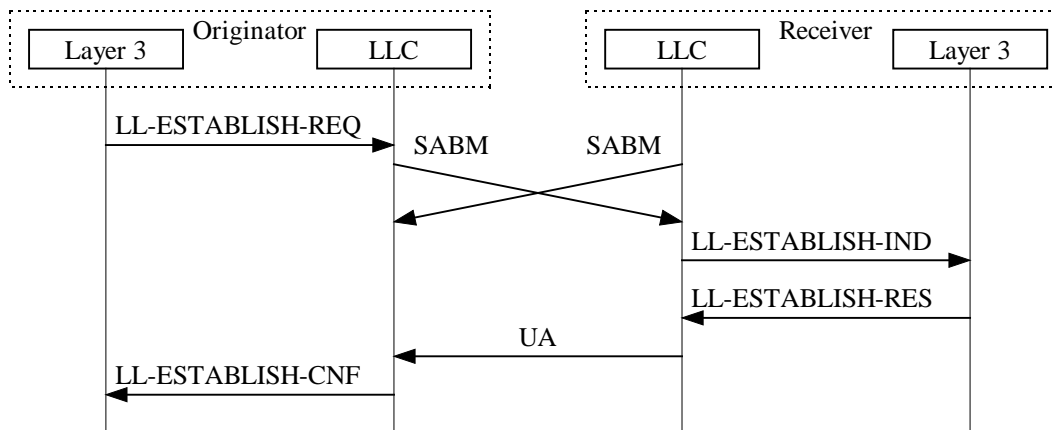 Originator
Receiver
Layer 3
LLC
LLC
Layer 3
LL-ESTABLISH-REQ
SABM
SABM
LL-ESTABLISH-IND
LL-ESTABLISH-RES
UA
LL-ESTABLISH-CNF